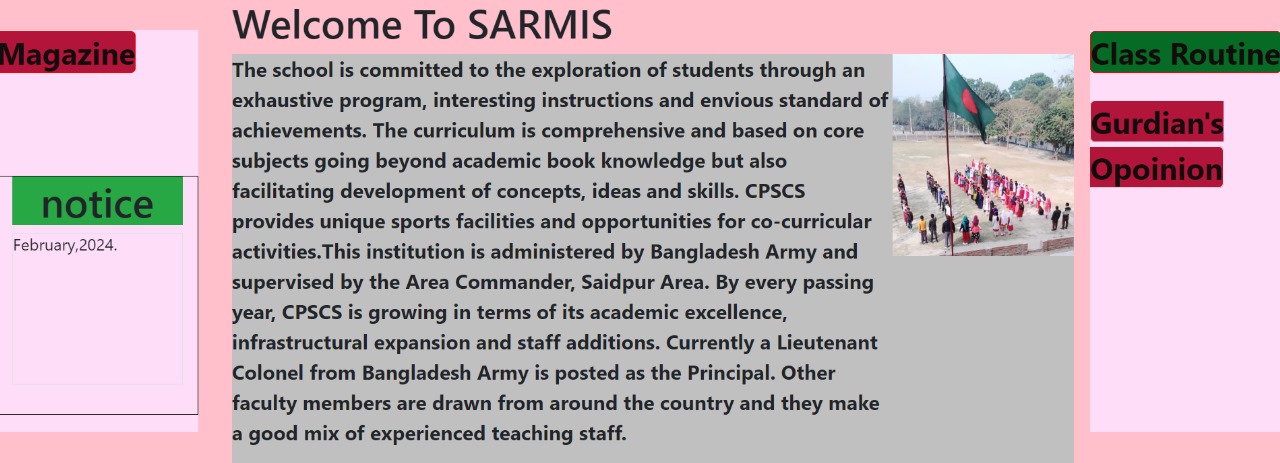 Magazine
notice
February,2024.
Welcome To SARMIS
The school is committed to the exploration of students through an
exhaustive program, interesting instructions and envious standard of
achievements. The curriculum is comprehensive and based on core
subjects going beyond academic book knowledge but also
facilitating development of concepts, ideas and skills. CPSCS
provides unique sports facilities and opportunities for co-curricular
activities.This institution is administered by Bangladesh Army and
supervised by the Area Commander, Saidpur Area. By every passing
year, CPSCS is growing in terms of its academic excellence,
infrastructural expansion and staff additions. Currently a Lieutenant
Colonel from Bangladesh Army is posted as the Principal. Other
faculty members are drawn from around the country and they make
a good mix of experienced teaching staff.
Class Routine
Gurdian's
Opoinion